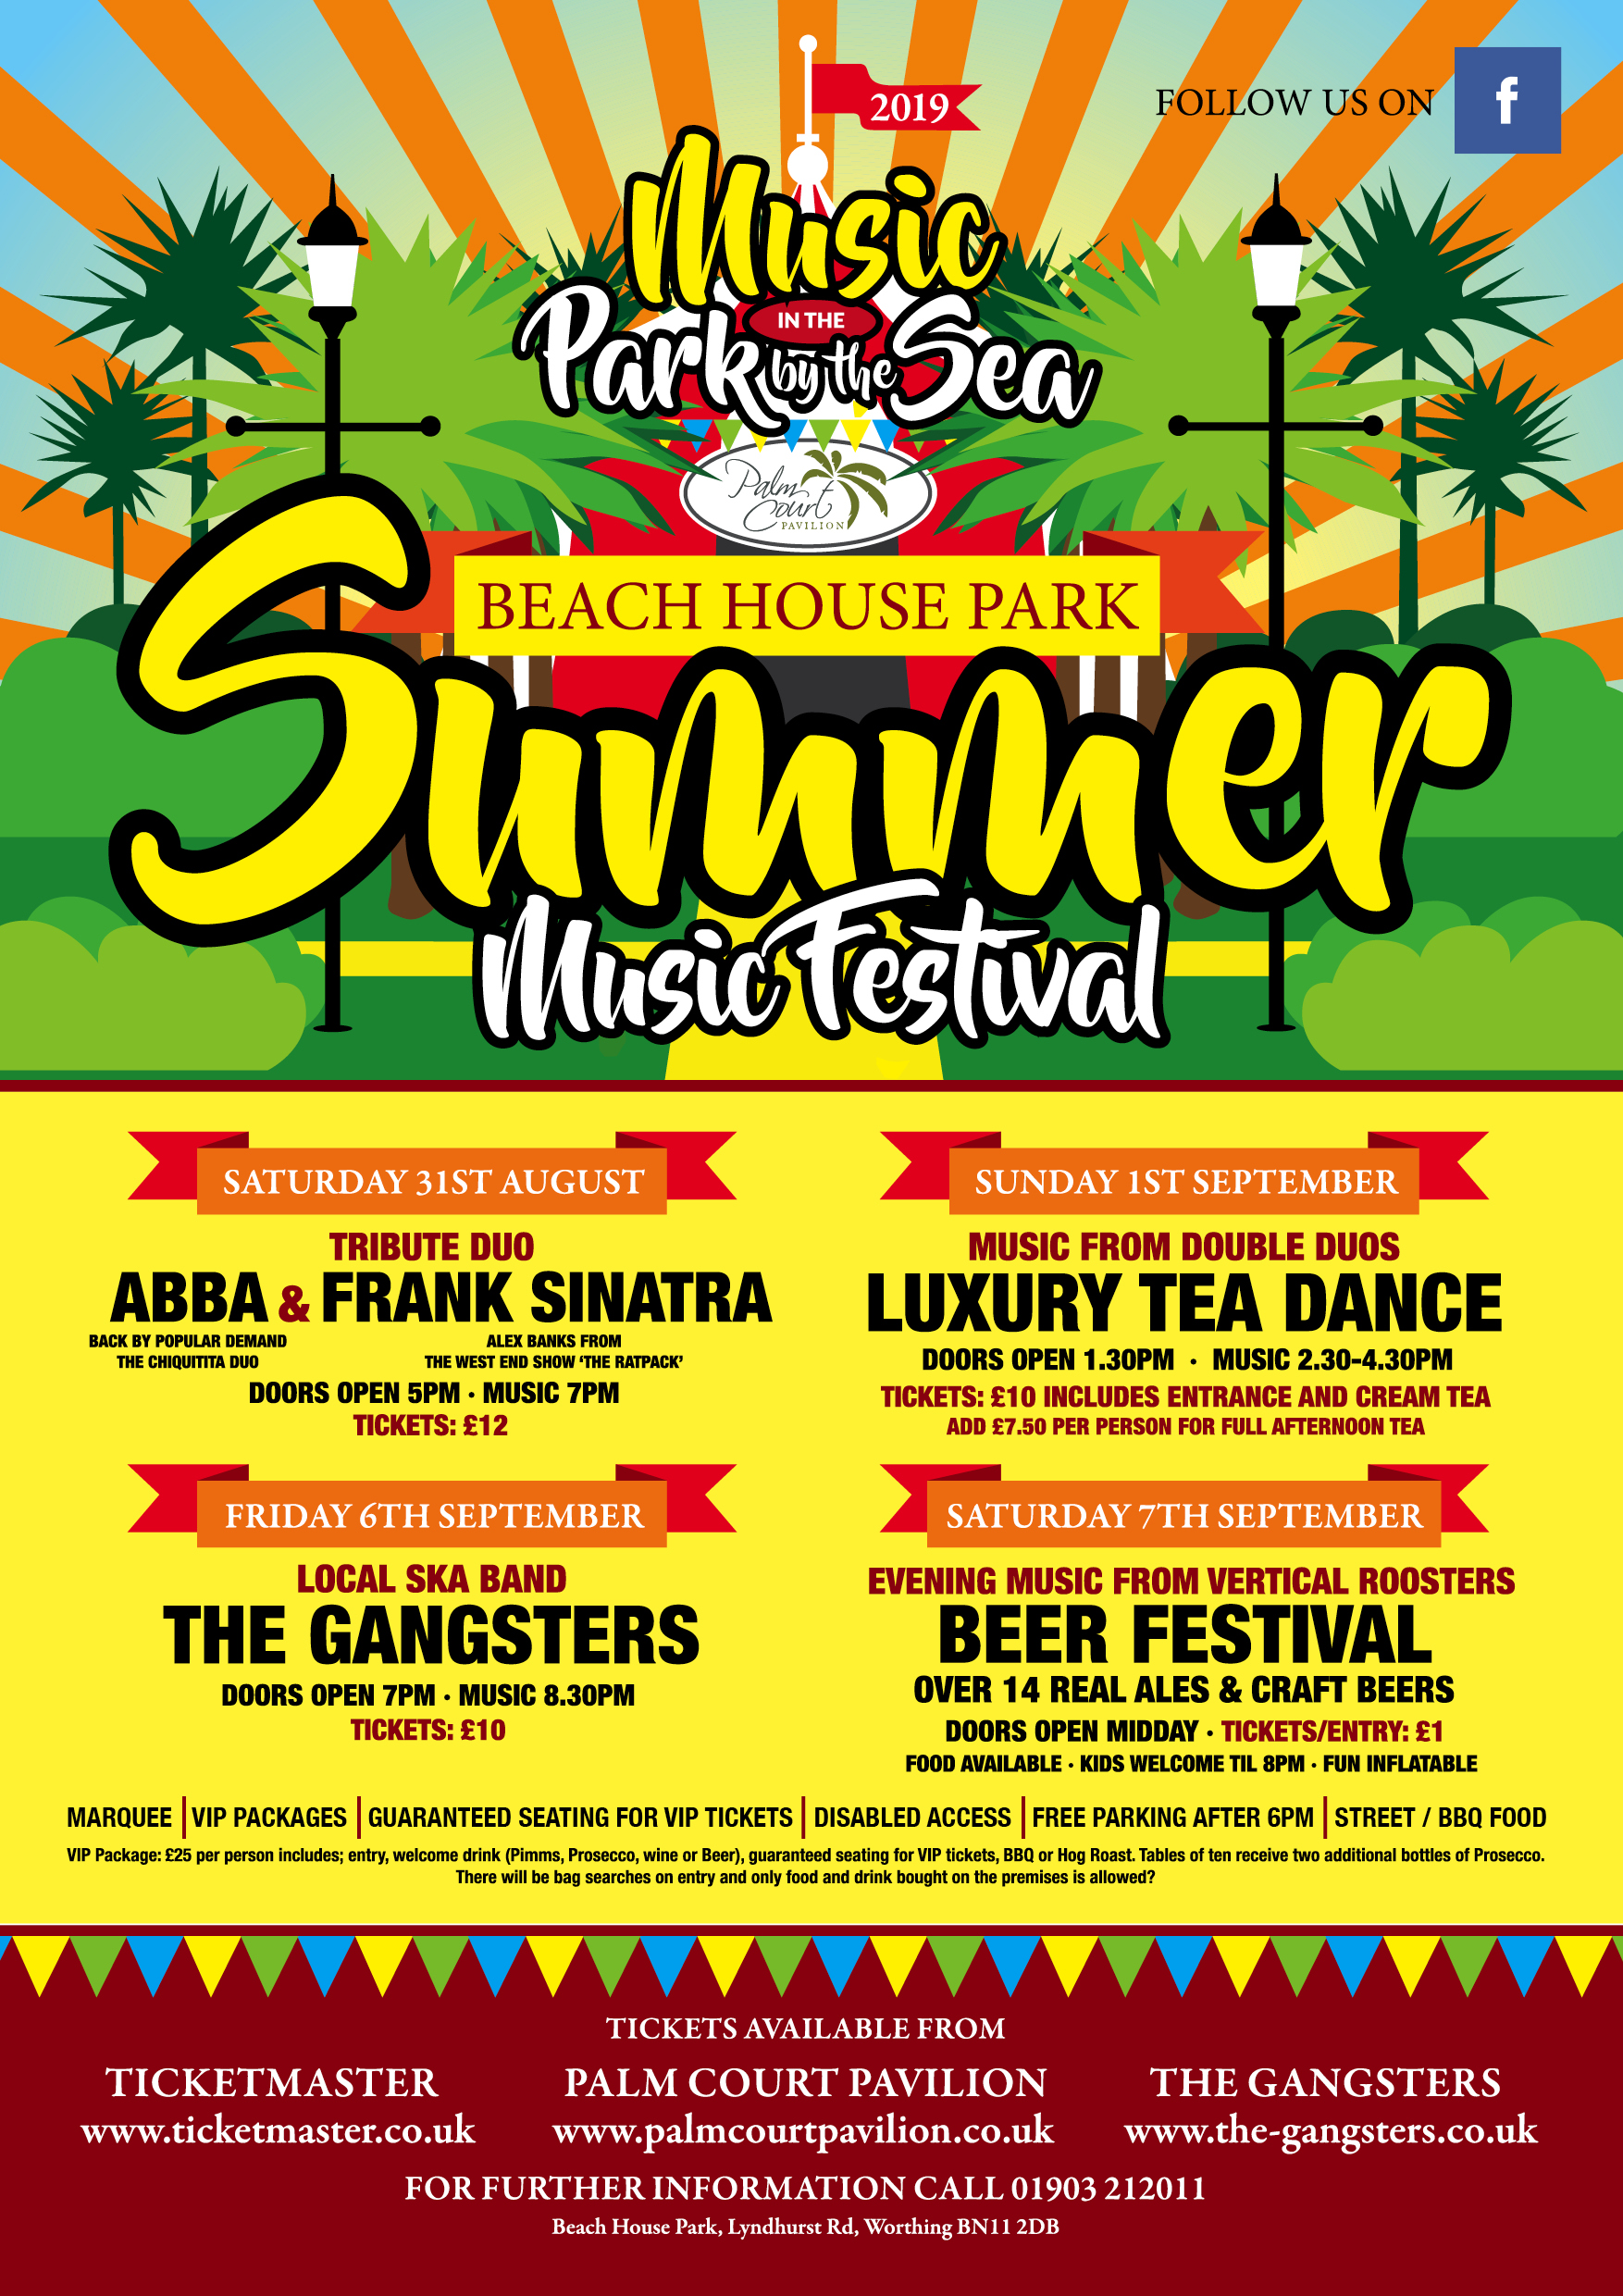 2019
FOLLOW US ON f
Music
IN THE
Park by the Sea
Palm
Court
PAVILION
BEACH HOUSE PARK
Summer
Music Festival
SATURDAY 31ST AUGUST
TRIBUTE DUO
ABBA & FRANK SINATRA
BACK BY POPULAR DEMAND
THE CHIQUITITA DUO
ALEX BANKS FROM
THE WEST END SHOW ‘THE RATPACK’
DOORS OPEN 5PM · MUSIC 7PM
TICKETS: £12
SUNDAY 1ST SEPTEMBER
MUSIC FROM DOUBLE DUOS
LUXURY TEA DANCE
DOORS OPEN 1.30PM · MUSIC 2.30-4.30PM
TICKETS: £10 INCLUDES ENTRANCE AND CREAM TEA
ADD £7.50 PER PERSON FOR FULL AFTERNOON TEA
FRIDAY 6TH SEPTEMBER
LOCAL SKA BAND
THE GANGSTERS
DOORS OPEN 7PM · MUSIC 8.30PM
TICKETS: £10
SATURDAY 7TH SEPTEMBER
EVENING MUSIC FROM VERTICAL ROOSTERS
BEER FESTIVAL
OVER 14 REAL ALES & CRAFT BEERS
DOORS OPEN MIDDAY · TICKETS/ENTRY: £1
FOOD AVAILABLE · KIDS WELCOME TIL 8PM · FUN INFLATABLE
MARQUEE | VIP PACKAGES | GUARANTEED SEATING FOR VIP TICKETS | DISABLED ACCESS | FREE PARKING AFTER 6PM | STREET / BBQ FOOD
VIP Package: £25 per person includes; entry, welcome drink (Pimms, Prosecco, wine or Beer), guaranteed seating for VIP tickets, BBQ or Hog Roast. Tables of ten receive two additional bottles of Prosecco.
There will be bag searches on entry and only food and drink bought on the premises is allowed?
TICKETS AVAILABLE FROM
TICKETMASTER
www.ticketmaster.co.uk
PALM COURT PAVILION
www.palmcourtpavilion.co.uk
THE GANGSTERS
www.the-gangsters.co.uk
FOR FURTHER INFORMATION CALL 01903 212011
Beach House Park, Lyndhurst Rd, Worthing BN11 2DB